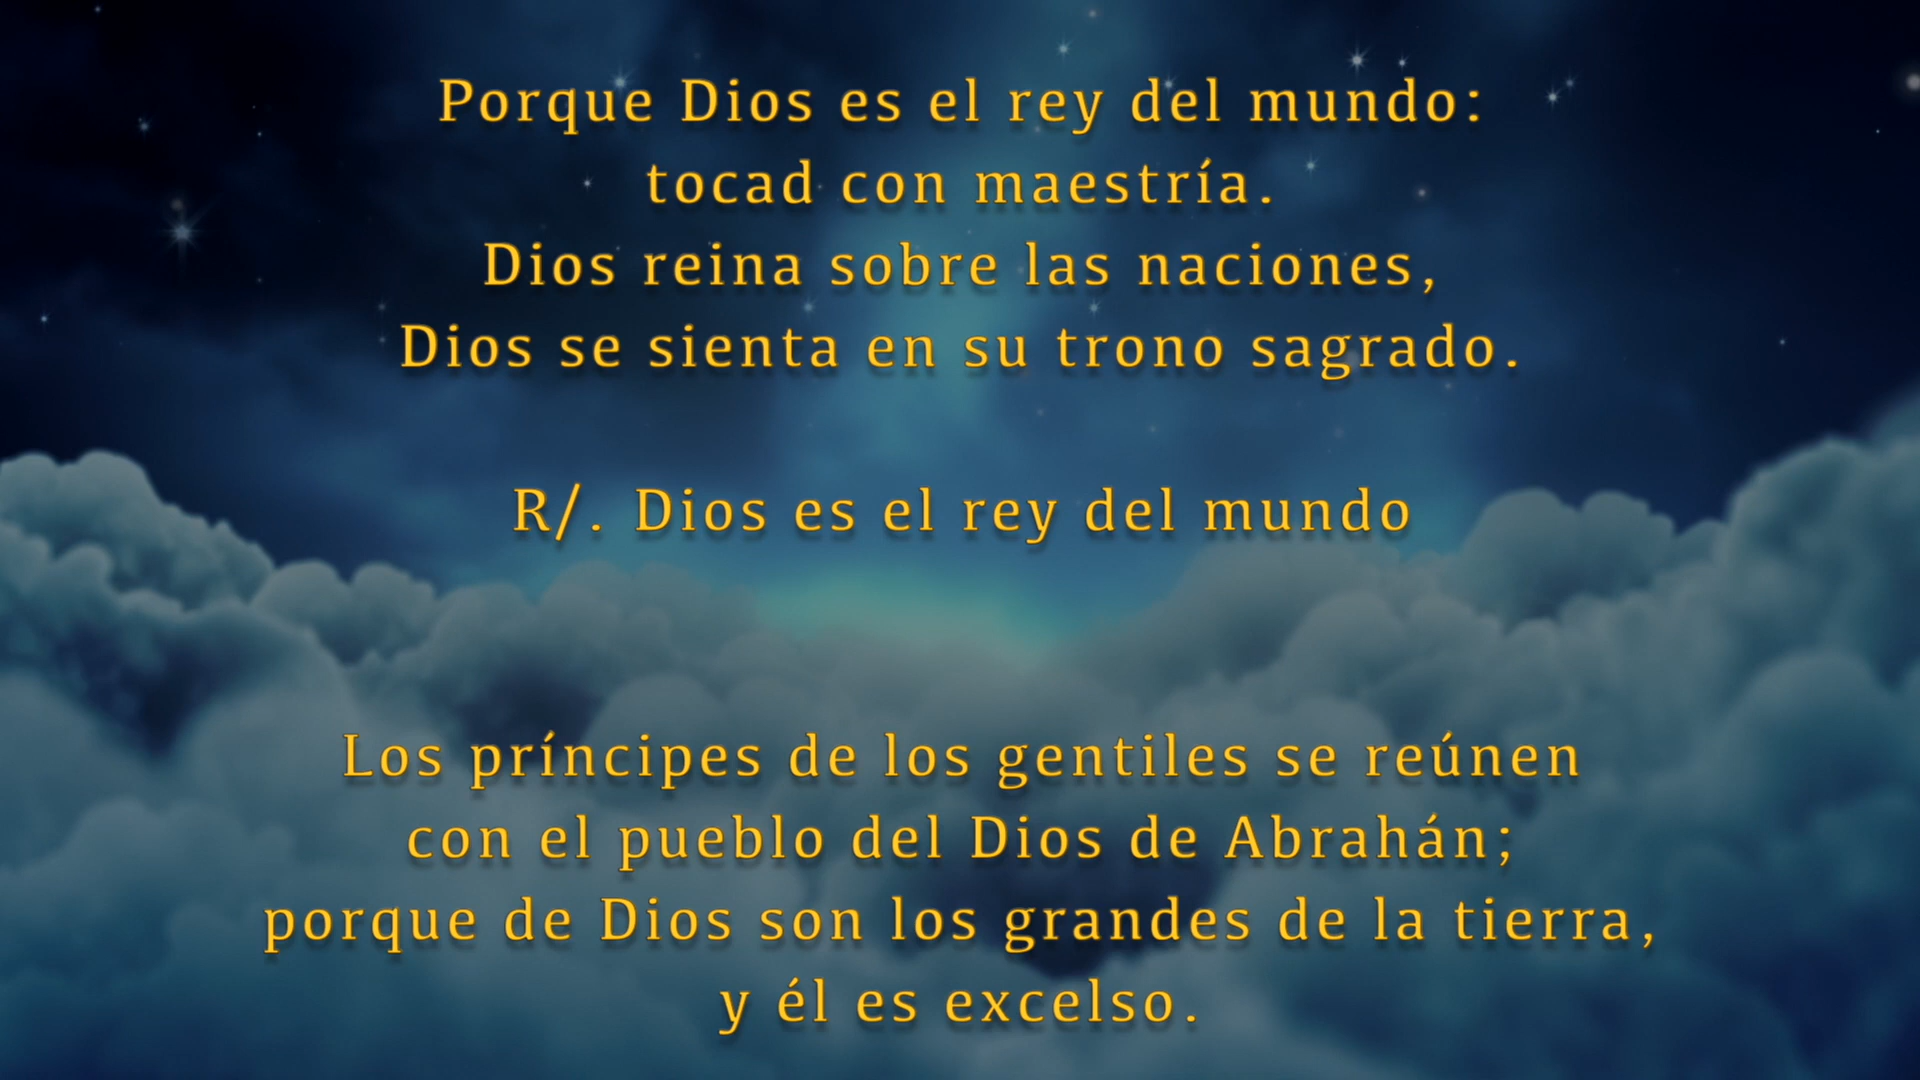 Porque Dios es el rey del mundo:
tocad con maestría.
Dios reina sobre las naciones,
Dios se sienta en su trono sagrado.
R/. Dios es el rey del mundo
Los príncipes de los gentiles se reúnen
con el pueblo del Dios de Abrahán;
porque de Dios son los grandes de la tierra,
y él es excelso.